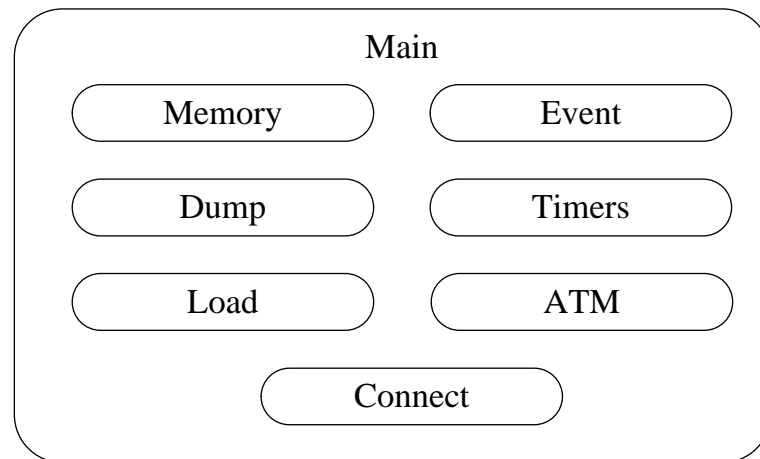 Main
Memory
Event
Dump
Timers
Load
ATM
Connect